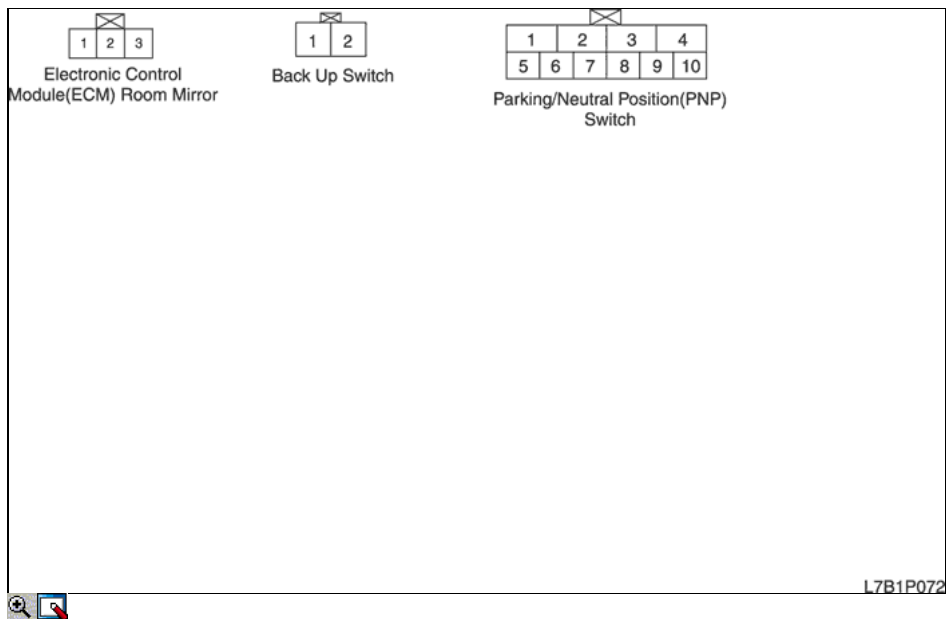 1 2 3
Electronic Control
Module(ECM) Room Mirror
1 2
Back Up Switch
1 2 3 4
5 6 7 8 9 10
Parking/Neutral Position(PNP)
Switch
L7B1P072